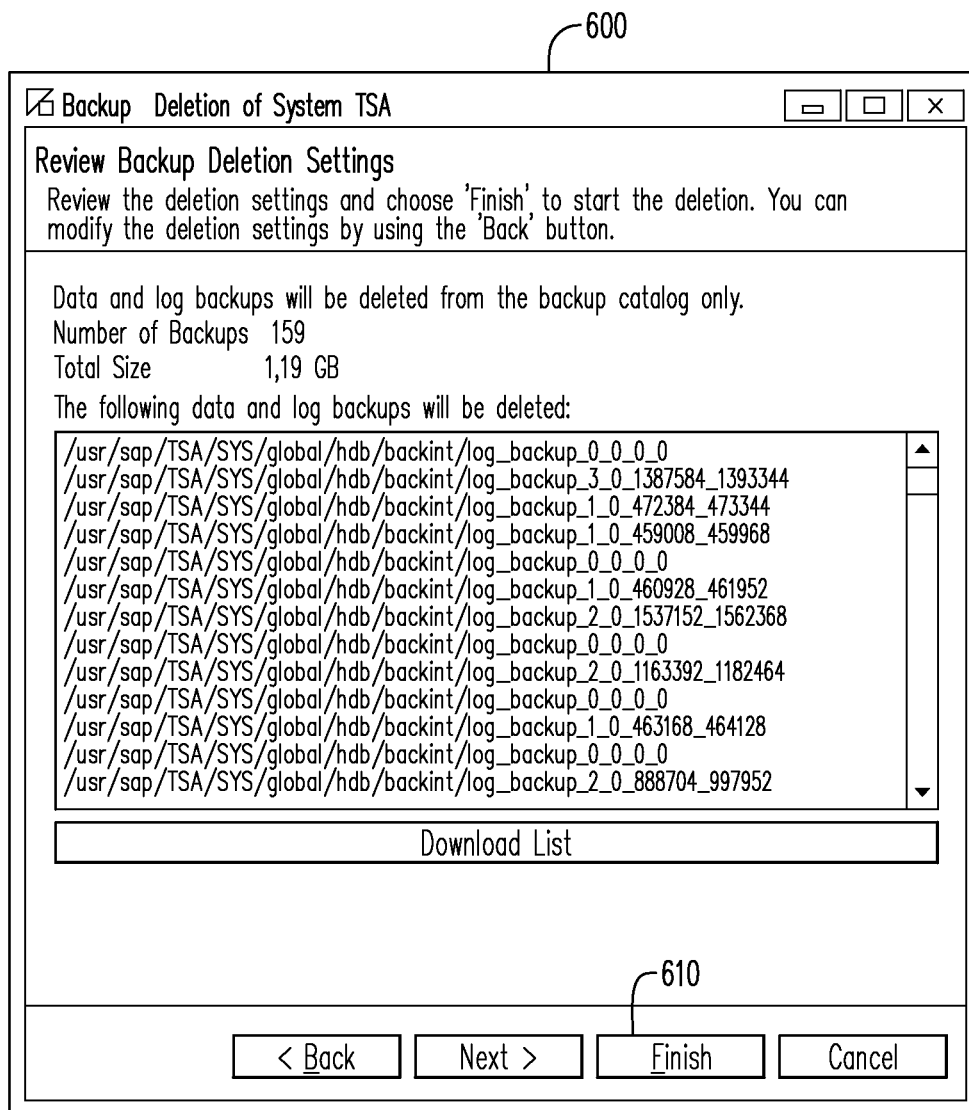 600
Backup Deletion of System TSA
Review Backup Deletion Settings
Review the deletion settings and choose 'Finish' to start the deletion. You can
modify the deletion settings by using the 'Back' button.
Data and log backups will be deleted from the backup catalog only.
Number of Backups 159
Total Size 1,19 GB
The following data and log backups will be deleted:
/usr/sap/TSA/SYS/global/hdb/backint/log_backup_0_0_0_0
/usr/sap/TSA/SYS/global/hdb/backint/log_backup_3_0_1387584_1393344
/usr/sap/TSA/SYS/global/hdb/backint/log_backup_1_0_472384_473344
/usr/sap/TSA/SYS/global/hdb/backint/log_backup_1_0_459008_459968
/usr/sap/TSA/SYS/global/hdb/backint/log_backup_0_0_0_0
/usr/sap/TSA/SYS/global/hdb/backint/log_backup_1_0_460928_461952
/usr/sap/TSA/SYS/global/hdb/backint/log_backup_2_0_1537152_1562368
/usr/sap/TSA/SYS/global/hdb/backint/log_backup_0_0_0_0
/usr/sap/TSA/SYS/global/hdb/backint/log_backup_2_0_1163392_1182464
/usr/sap/TSA/SYS/global/hdb/backint/log_backup_0_0_0_0
/usr/sap/TSA/SYS/global/hdb/backint/log_backup_1_0_463168_464128
/usr/sap/TSA/SYS/global/hdb/backint/log_backup_0_0_0_0
/usr/sap/TSA/SYS/global/hdb/backint/log_backup_2_0_888704_997952
Download List
610
< Back Next > Finish Cancel